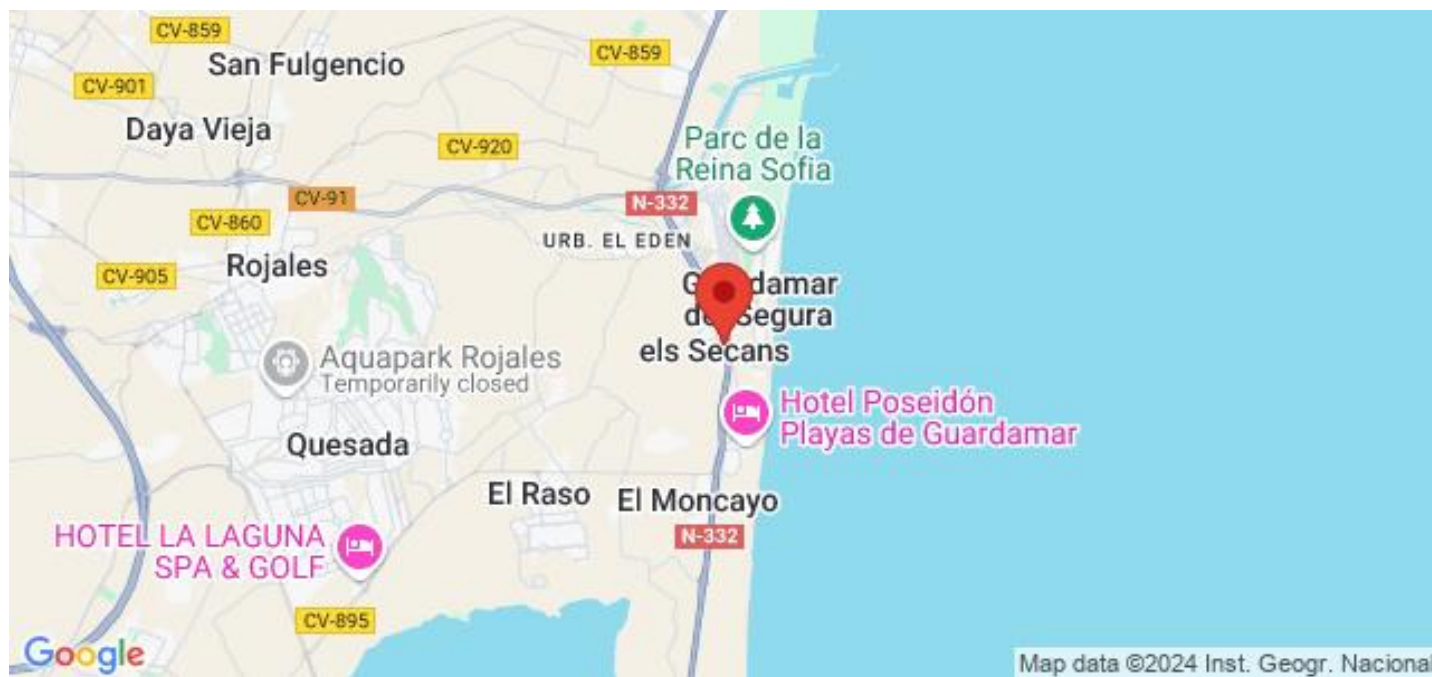 CV-859
San Fulgencio
CV-859
CV-901
Daya Vieja
CV-920
Parc de la
Reina Sofia
CV-91
N-332
CV-860
URB. EL EDEN
Rojales
CV-905
G damar
de Segura
els Secans
Aquapark Rojales
Temporarily closed
Hotel Poseidón
Playas de Guardamar
Quesada
El Raso
El Moncayo
HOTEL LA LAGUNA
SPA & GOLF
N-332
CV-895
Google
Map data ©2024 Inst. Geogr. Nacional